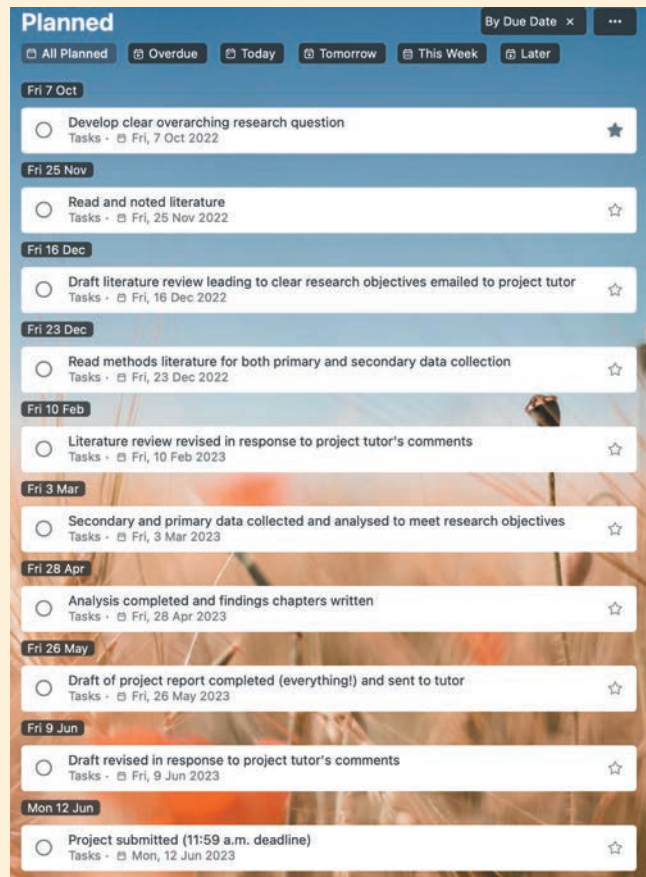 Planned
By Due Date ×
All Planned
Overdue
Today
Tomorrow
This Week
Later
Fri 7 Oct
Develop clear overarching research question
Tasks · Fri, 7 Oct 2022
Fri 25 Nov
Read and noted literature
Tasks · Fri, 25 Nov 2022
Fri 16 Dec
Draft literature review leading to clear research objectives emailed to project tutor
Tasks · Fri, 16 Dec 2022
Fri 23 Dec
Read methods literature for both primary and secondary data collection
Tasks · Fri, 23 Dec 2022
Fri 10 Feb
Literature review revised in response to project tutor's comments
Tasks · Fri, 10 Feb 2023
Fri 3 Mar
Secondary and primary data collected and analysed to meet research objectives
Tasks · Fri, 3 Mar 2023
Fri 28 Apr
Analysis completed and findings chapters written
Tasks · Fri, 28 Apr 2023
Fri 26 May
Draft of project report completed (everything!) and sent to tutor
Tasks · Fri, 26 May 2023
Fri 9 Jun
Draft revised in response to project tutor's comments
Tasks · Fri, 9 Jun 2023
Mon 12 Jun
Project submitted (11:59 a.m. deadline)
Tasks · Mon, 12 Jun 2023